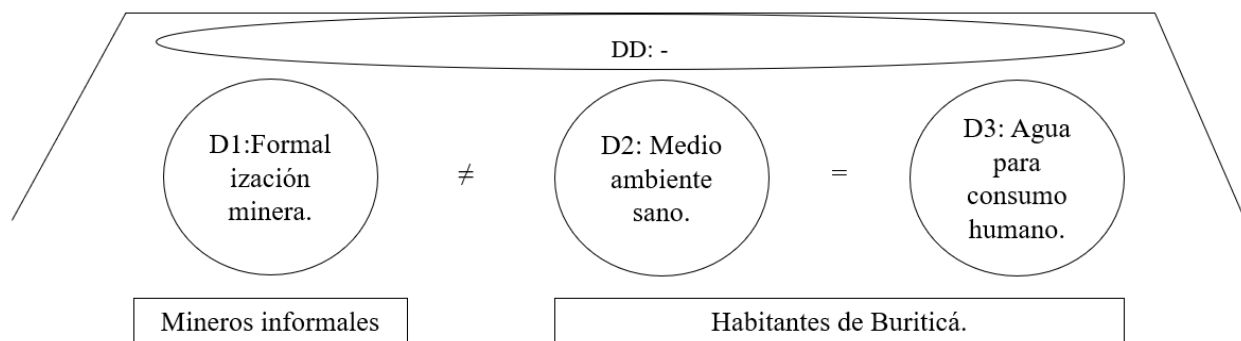 DD: -
D1:Formal
ización
minera.
≠
D2: Medio
ambiente
sano.
=
D3: Agua
para
consumo
humano.
Mineros informales
Habitantes de Buriticá.